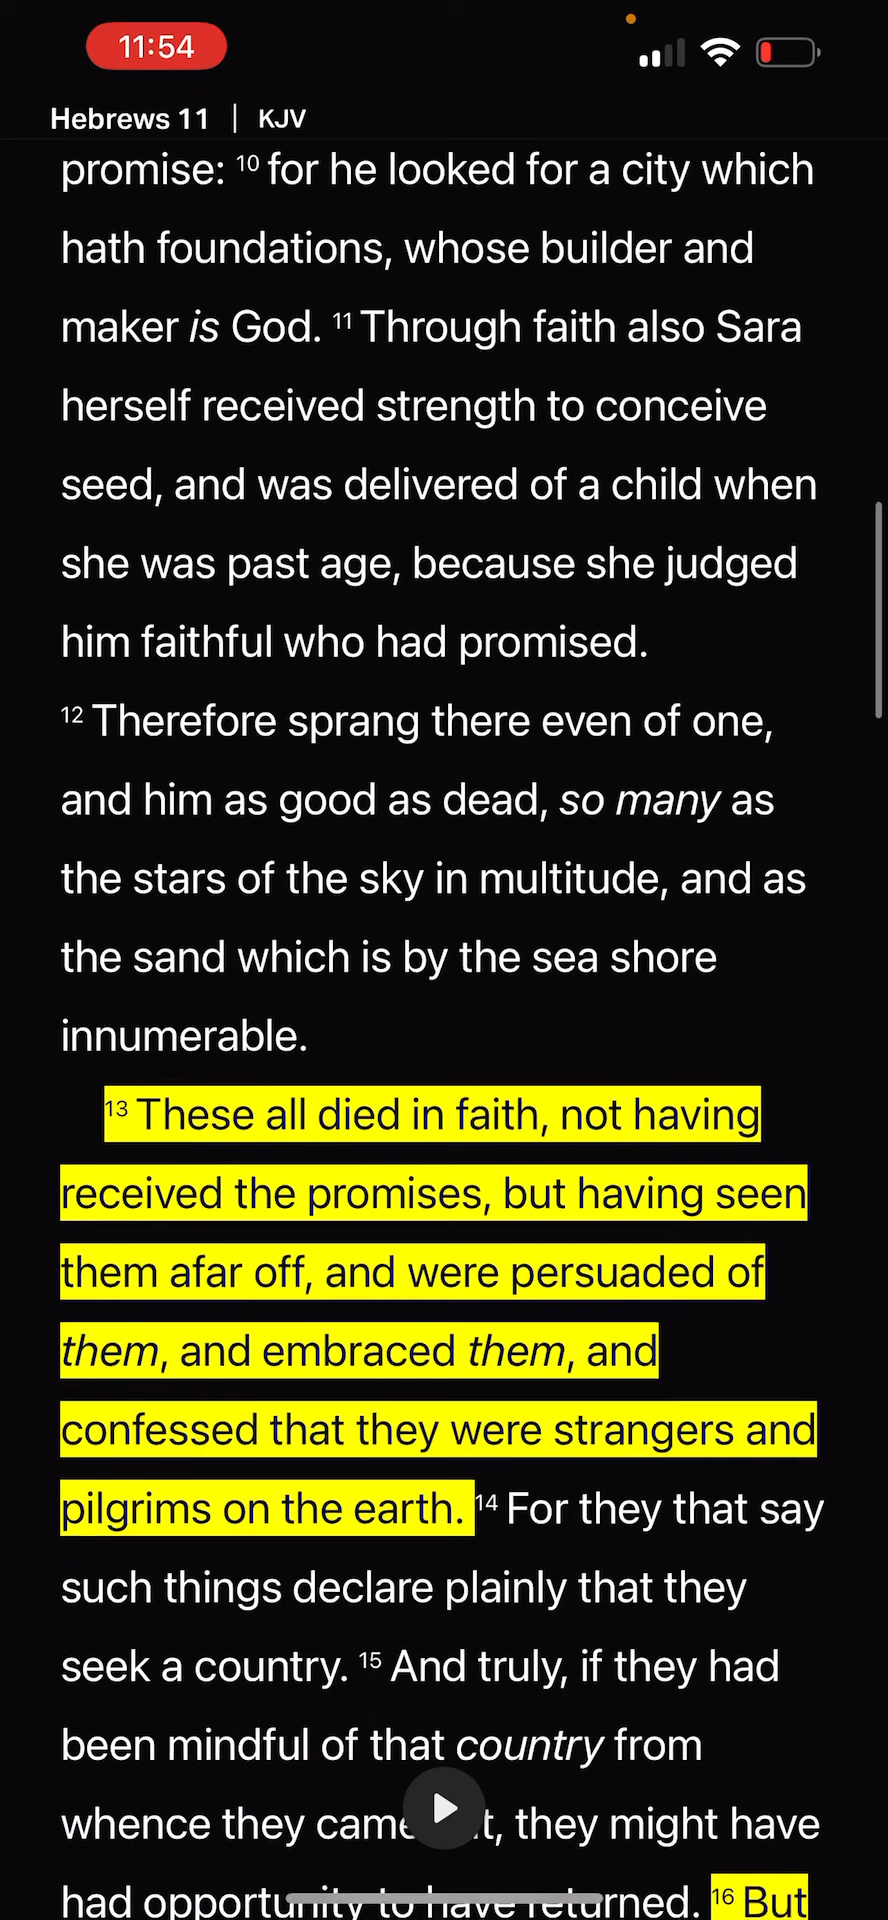 11:54
Hebrews 11 | KJV
promise: 10 for he looked for a city which
hath foundations, whose builder and
maker is God. 11 Through faith also Sara
herself received strength to conceive
seed, and was delivered of a child when
she was past age, because she judged
him faithful who had promised.
12 Therefore sprang there even of one,
and him as good as dead, so many as
the stars of the sky in multitude, and as
the sand which is by the sea shore
innumerable.
13 These all died in faith, not having
received the promises, but having seen
them afar off, and were persuaded of
them, and embraced them, and
confessed that they were strangers and
pilgrims on the earth. 14 For they that say
such things declare plainly that they
seek a country. 15 And truly, if they had
been mindful of that country from
whence they came t, they might have
had opportunity to have returned. 16 But